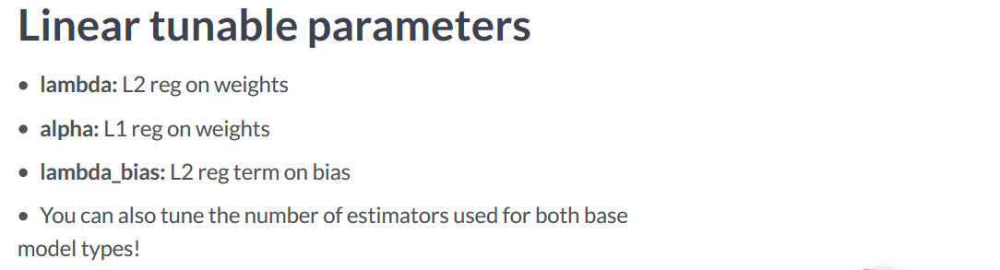 Linear tunable parameters
• lambda: L2 reg on weights
• alpha: L1 reg on weights
• lambda_bias: L2 reg term on bias
• You can also tune the number of estimators used for both base
model types!